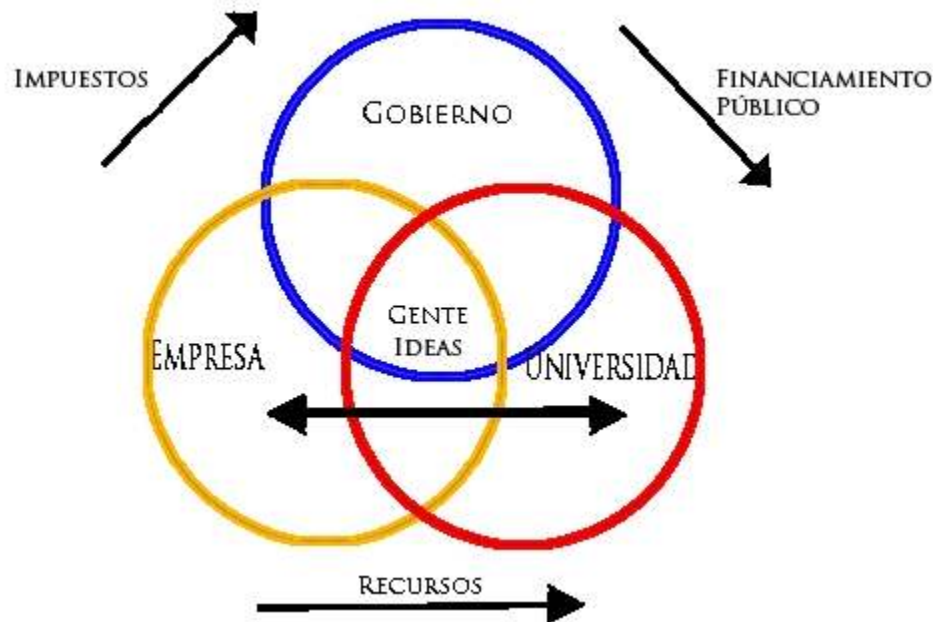 IMPUESTOS
FINANCIAMIENTO
PÚBLICO
GOBIERNO
GENTE
IDEAS
EMPRESA
UNIVERSIDAD
RECURSOS